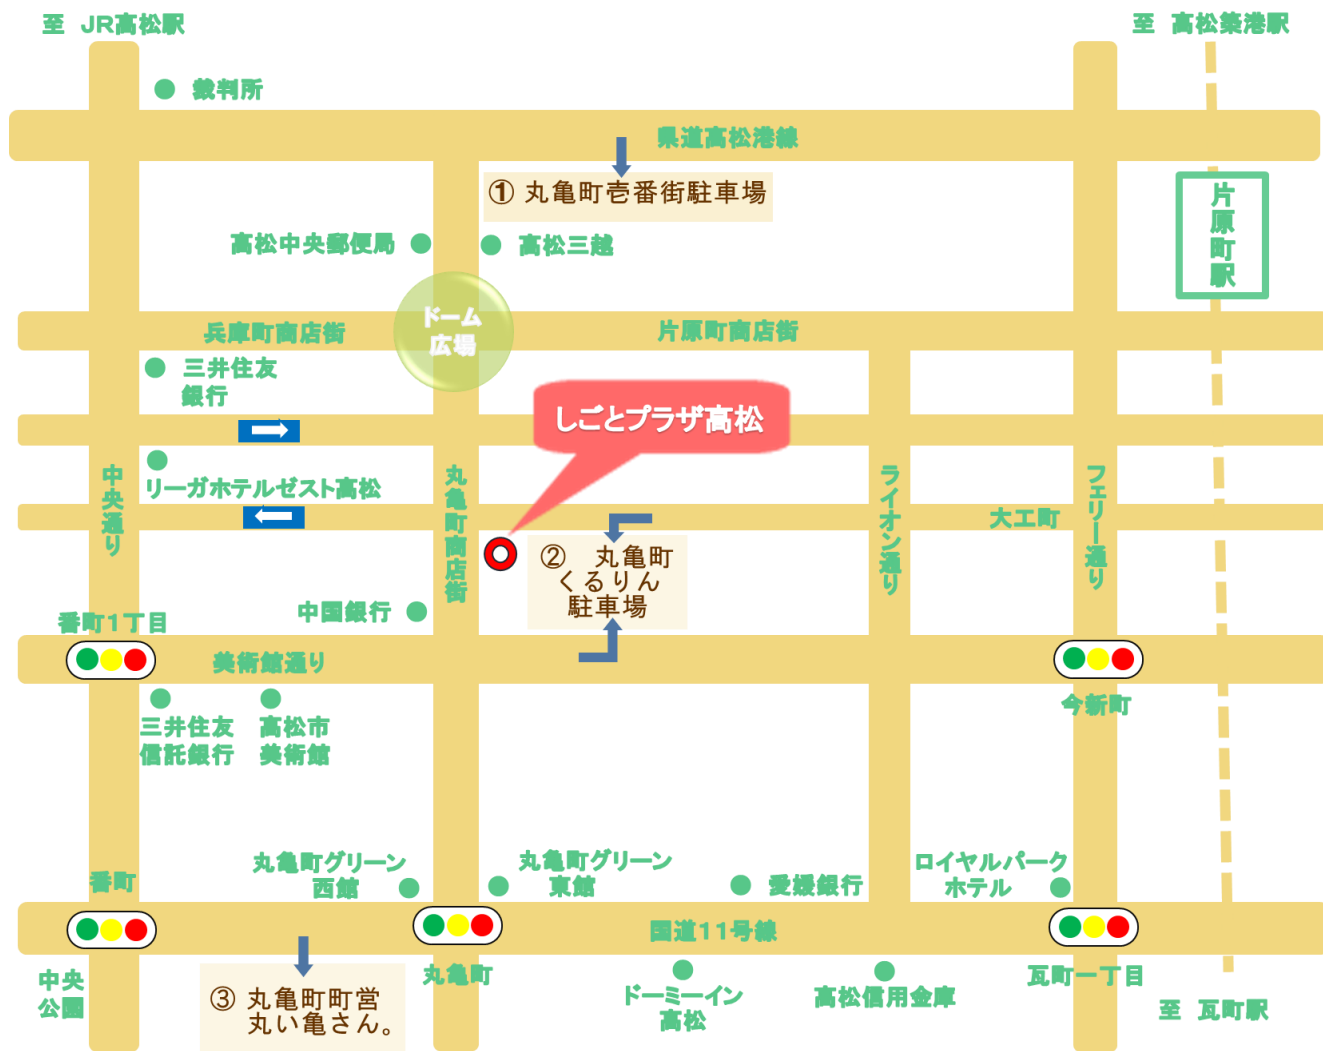 至 JR高松駅
至 高松築港駅
裁判所
県道高松港線
① 丸亀町壱番街駐車場
片原町駅
高松中央郵便局
高松三越
ドーム
広場
兵庫町商店街
片原町商店街
三井住友
銀行
しごとプラザ高松
リーガホテルゼスト高松
中央通り
丸亀町商店街
ライオン通り
フェリー通り
大工町
② 丸亀町
くるりん
駐車場
中国銀行
番町1丁目
美術館通り
今新町
三井住友
信託銀行
高松市
美術館
丸亀町グリーン
西館
丸亀町グリーン
東館
愛媛銀行
ロイヤルパーク
ホテル
番町
国道11号線
中央
公園
③ 丸亀町町営
丸い亀さん。
丸亀町
ドーミーイン
高松
高松信用金庫
瓦町一丁目
至 瓦町駅